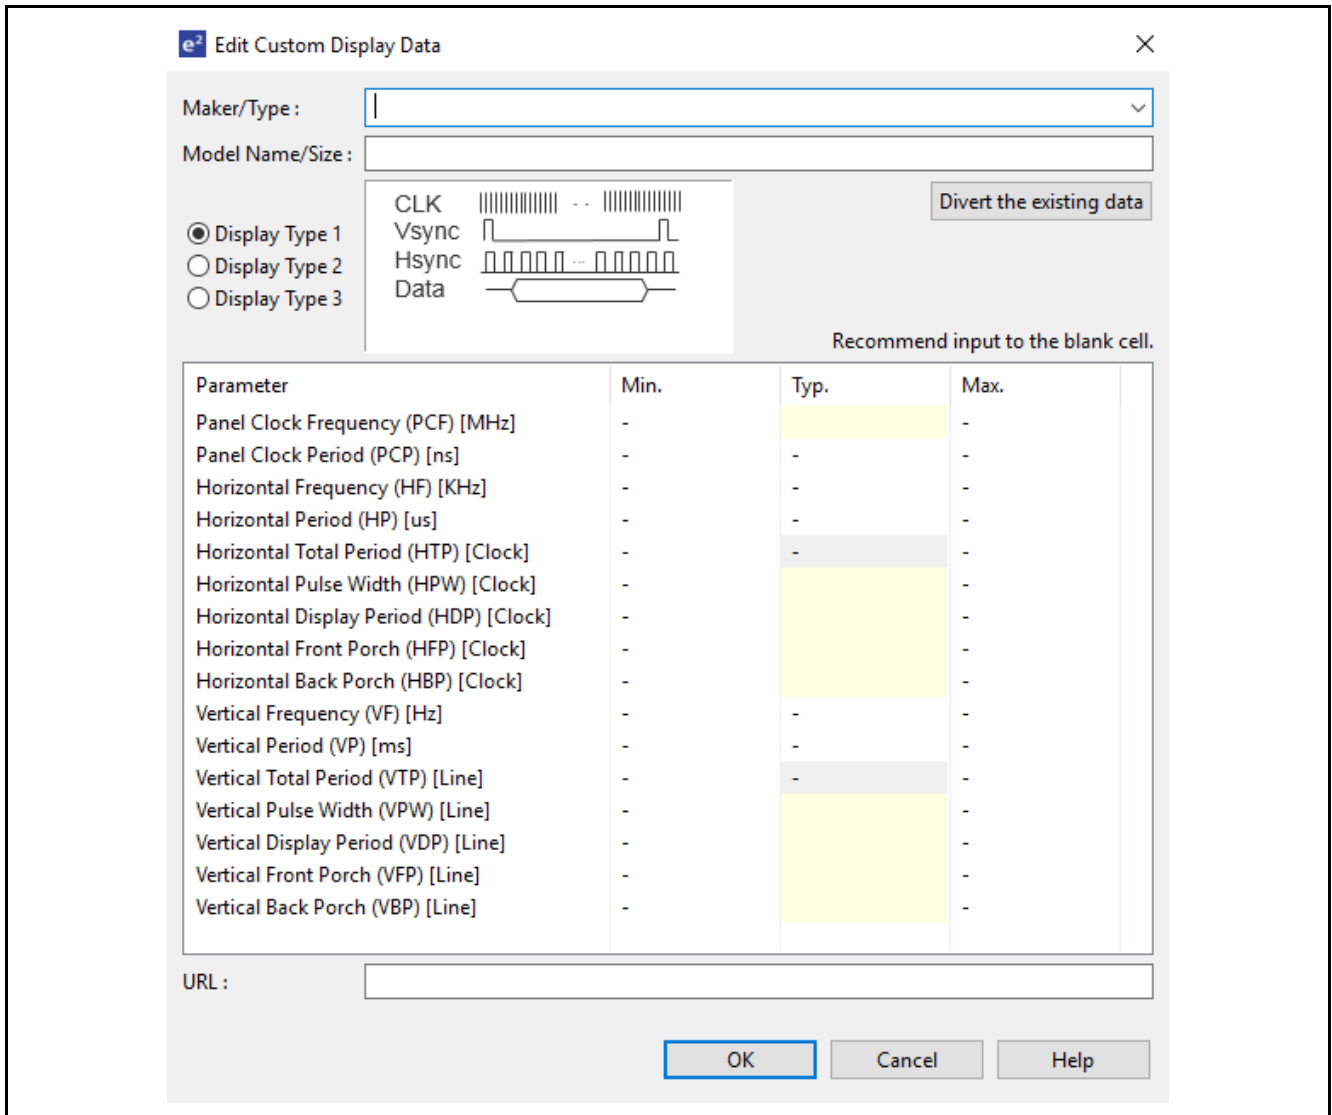 e² Edit Custom Display Data
Maker/Type :
Model Name/Size :
Divert the existing data
Display Type 1
Display Type 2
Display Type 3
CLK
Vsync
Hsync
Data
Recommend input to the blank cell.
Parameter Min. Typ. Max.
Panel Clock Frequency (PCF) [MHz] - -
Panel Clock Period (PCP) [ns] - - -
Horizontal Frequency (HF) [KHz] - - -
Horizontal Period (HP) [us] - - -
Horizontal Total Period (HTP) [Clock] - - -
Horizontal Pulse Width (HPW) [Clock] - -
Horizontal Display Period (HDP) [Clock] - -
Horizontal Front Porch (HFP) [Clock] - -
Horizontal Back Porch (HBP) [Clock] - -
Vertical Frequency (VF) [Hz] - - -
Vertical Period (VP) [ms] - - -
Vertical Total Period (VTP) [Line] - - -
Vertical Pulse Width (VPW) [Line] - -
Vertical Display Period (VDP) [Line] - -
Vertical Front Porch (VFP) [Line] - -
Vertical Back Porch (VBP) [Line] - -
URL :
OK Cancel Help